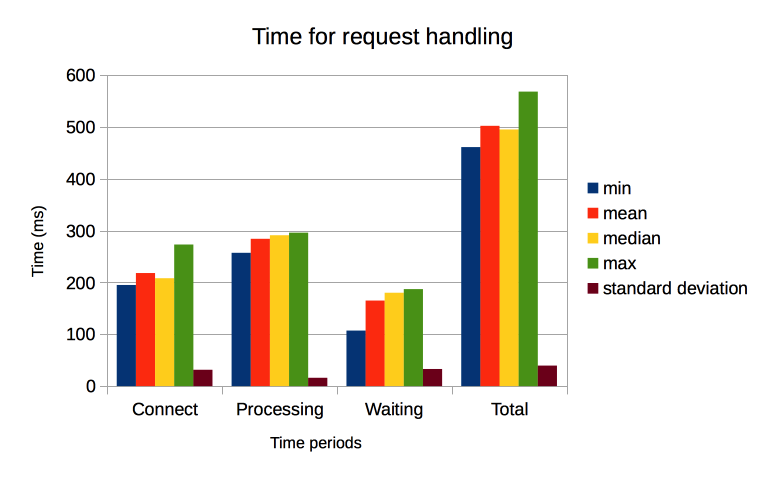 Time for request handling
600
500
400
300
200
100
0
Time (ms)
Connect Processing Waiting Total
Time periods
min
mean
median
max
standard deviation